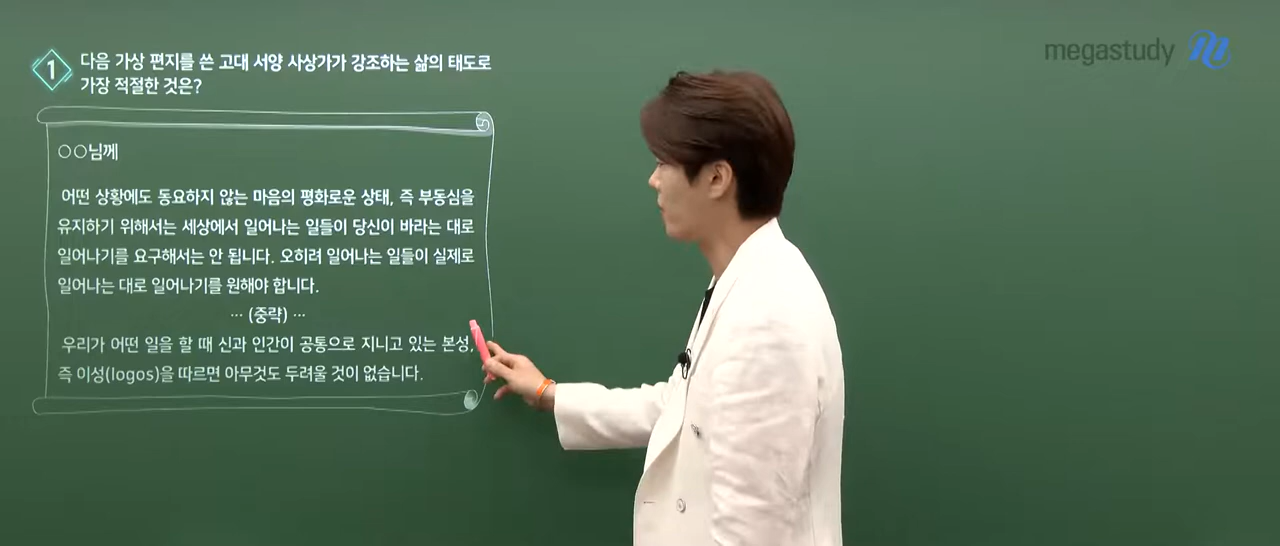 megastudy
1 다음 가상 편지를 쓴 고대 서양 사상가가 강조하는 삶의 태도로
가장 적절한 것은?
○○님께
어떤 상황에도 동요하지 않는 마음의 평화로운 상태, 즉 부동심을
유지하기 위해서는 세상에서 일어나는 일들이 당신이 바라는 대로
일어나기를 요구해서는 안 됩니다. 오히려 일어나는 일들이 실제로
일어나는 대로 일어나기를 원해야 합니다.
··· (중략) ···
우리가 어떤 일을 할 때 신과 인간이 공통으로 지니고 있는 본성,
즉 이성(logos)을 따르면 아무것도 두려울 것이 없습니다.